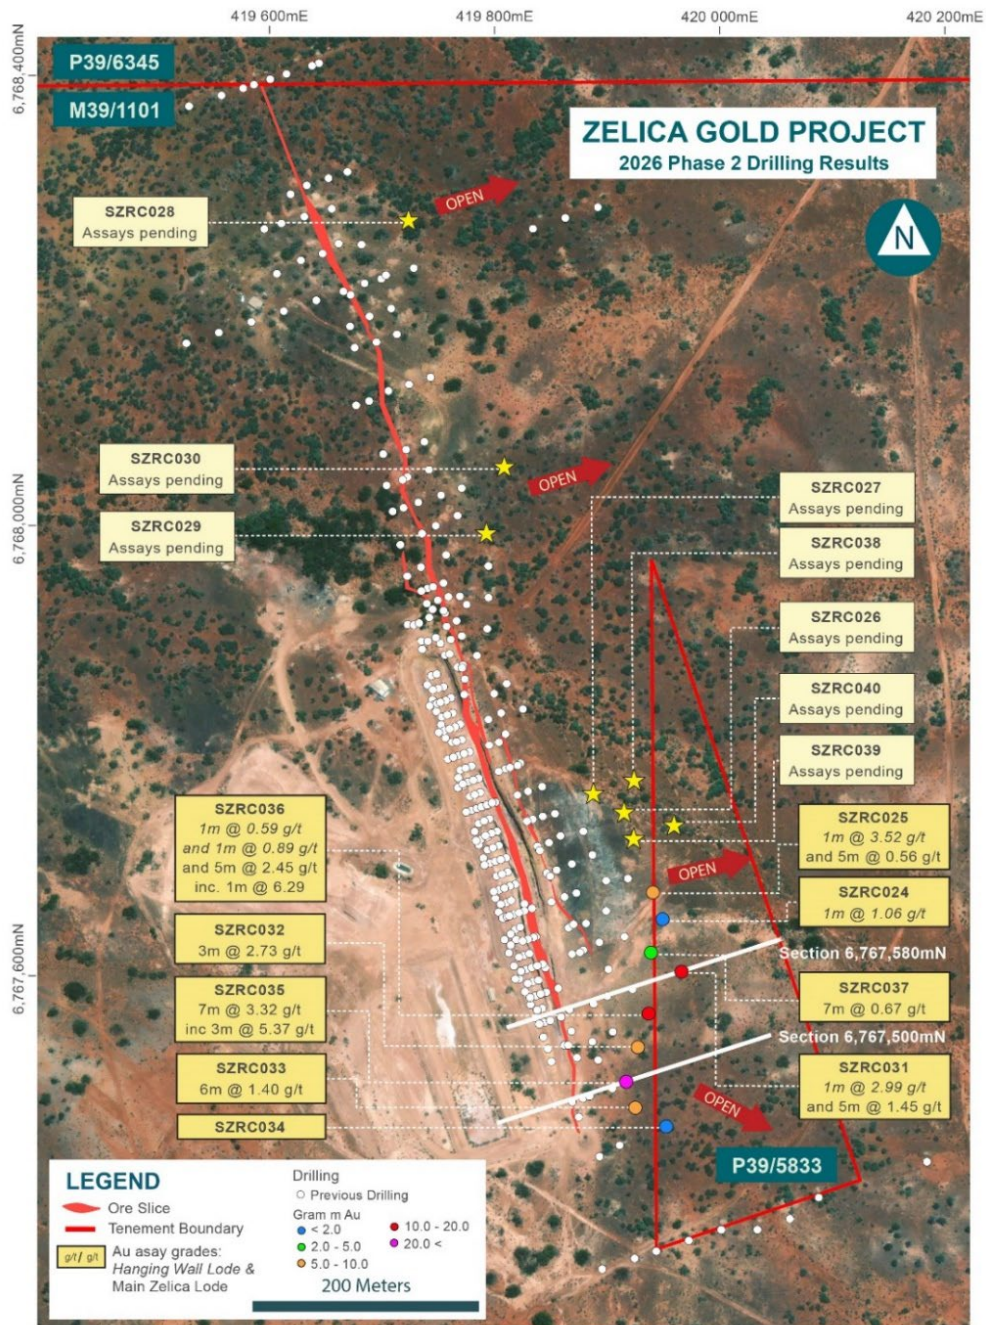 419 600mE
419 800mE
420 000mE
420 200mE
6,768,400mN
6,768,000mN
6,767,600mN
P39/6345
M39/1101
ZELICA GOLD PROJECT
2026 Phase 2 Drilling Results
N
OPEN
SZRC028
Assays pending
SZRC030
Assays pending
OPEN
SZRC029
Assays pending
SZRC027
Assays pending
SZRC038
Assays pending
SZRC026
Assays pending
SZRC040
Assays pending
SZRC039
Assays pending
SZRC036
1m @ 0.59 g/t
and 1m @ 0.89 g/t
and 5m @ 2.45 g/t
inc. 1m @ 6.29
SZRC025
1m @ 3.52 g/t
and 5m @ 0.56 g/t
OPEN
SZRC024
1m @ 1.06 g/t
SZRC032
3m @ 2.73 g/t
Section 6,767,580mN
SZRC035
7m @ 3.32 g/t
inc 3m @ 5.37 g/t
SZRC037
7m @ 0.67 g/t
Section 6,767,500mN
SZRC033
6m @ 1.40 g/t
SZRC031
1m @ 2.99 g/t
and 5m @ 1.45 g/t
OPEN
SZRC034
P39/5833
LEGEND
Ore Slice
Tenement Boundary
g/t/ g/t
Au asay grades:
Hanging Wall Lode &
Main Zelica Lode
Drilling
Previous Drilling
Gram m Au
< 2.0
2.0 - 5.0
5.0 - 10.0
10.0 - 20.0
20.0 <
200 Meters